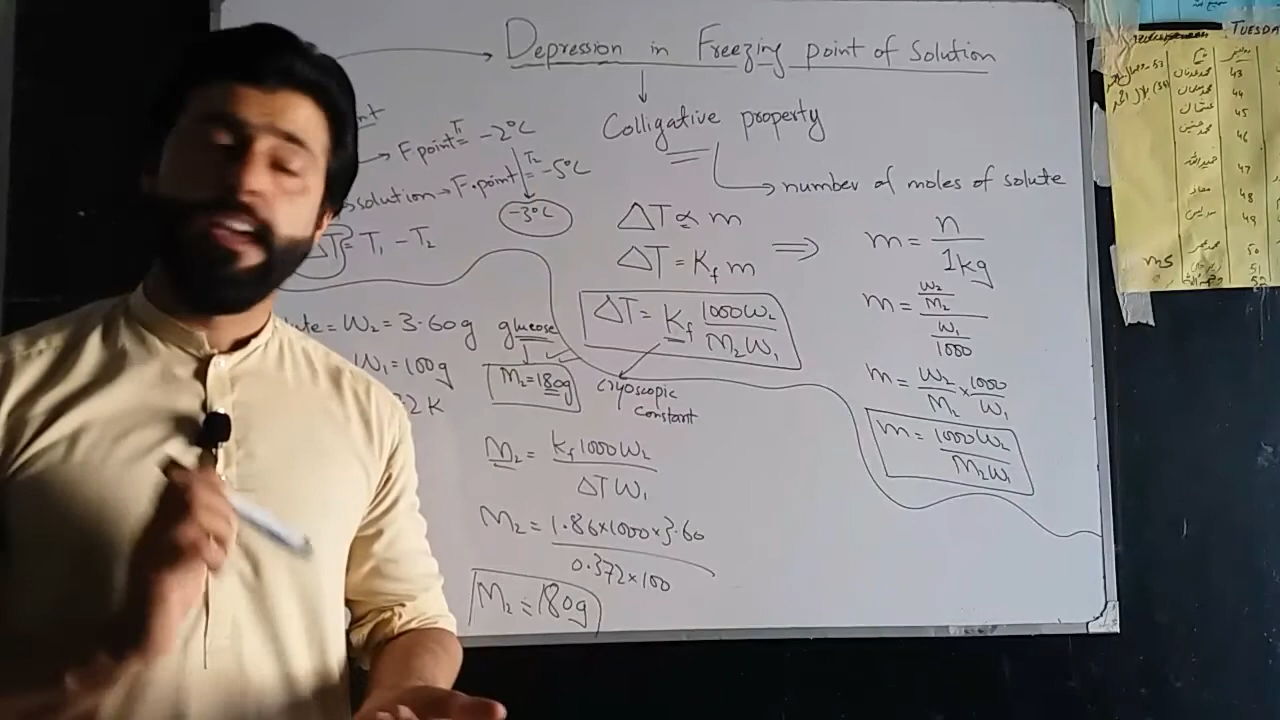 Depression in Freezing point of Solution
Colligative property
number of moles of solute
F.point T₁ = -2°C
solution → F.point T₂ = -5°C
-3°C
ΔT = T₁ - T₂
ΔT ∝ m
ΔT = Kf m ⇒
ΔT = Kf 1000W₂ / M₂W₁
Cryoscopic
Constant
m = n / 1kg
m = W₂/M₂ / W₁/1000
m = W₂/M₂ × 1000/W₁
m = 1000W₂ / M₂W₁
= W₂ = 3.60g glucose
W₁ = 100g
M₂ = 180g
M₂ = Kf 1000W₂ / ΔT W₁
M₂ = 1.86×1000×3.60 / 0.372×100
M₂ = 180g
TUESDA
43
44
45
46
47
48
49
50
51
52